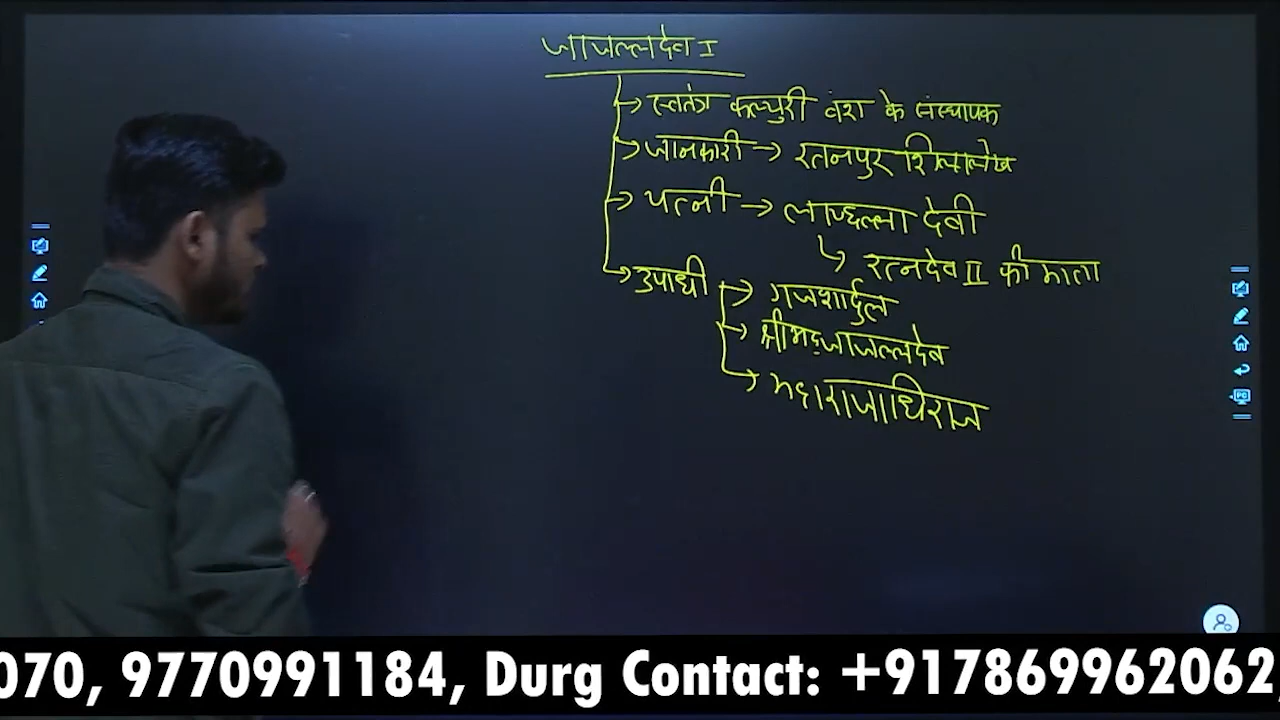 जाजल्लदेव I
→ स्वतंत्र कल्चुरी वंश के संस्थापक
→ जानकारी → रतनपुर शिलालेख
→ पत्नी → लाच्छल्ला देवी
↳ रत्नदेव II की माता
→ उपाधी → गजशार्दुल
→ श्रीमद्जाजल्लदेव
→ महाराजाधिराज
070, 9770991184, Durg Contact: +917869962062,